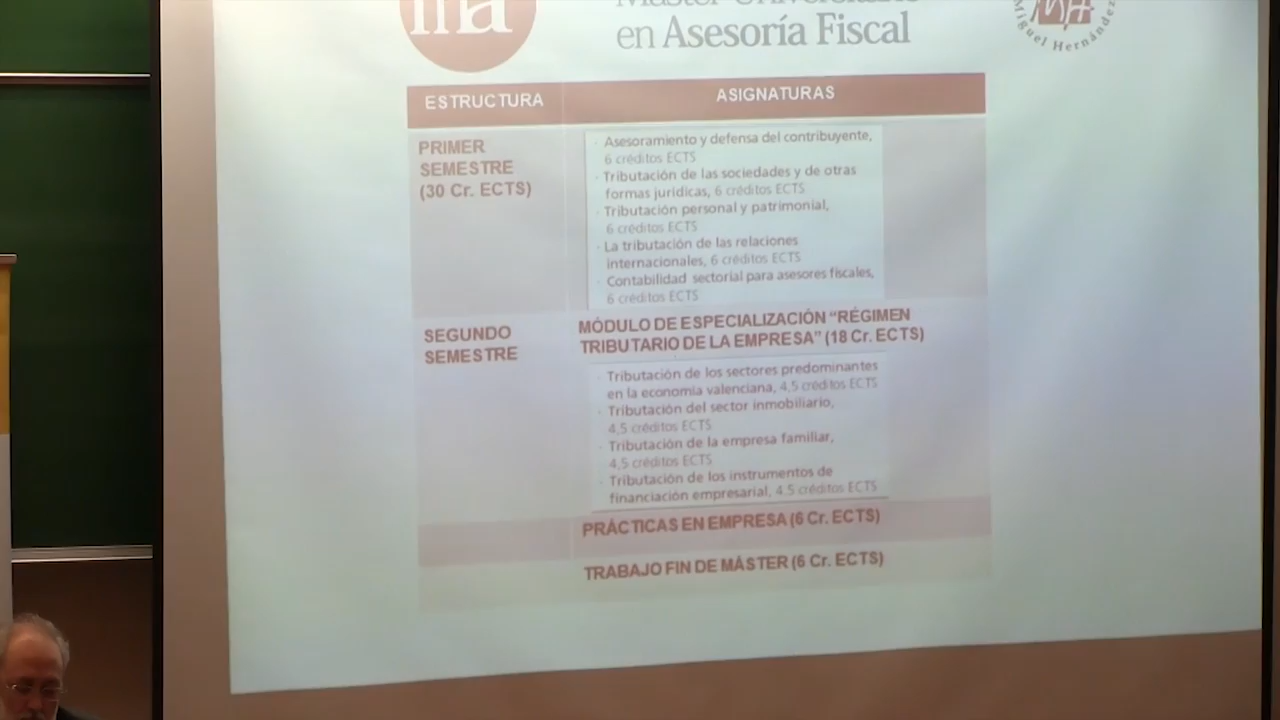 ma
Máster Universitario
en Asesoría Fiscal
Miguel Hernández
ESTRUCTURA
ASIGNATURAS
PRIMER
SEMESTRE
(30 Cr. ECTS)
· Asesoramiento y defensa del contribuyente,
6 créditos ECTS
· Tributación de las sociedades y de otras
formas jurídicas, 6 créditos ECTS
· Tributación personal y patrimonial,
6 créditos ECTS
· La tributación de las relaciones
internacionales, 6 créditos ECTS
· Contabilidad sectorial para asesores fiscales,
6 créditos ECTS
SEGUNDO
SEMESTRE
MÓDULO DE ESPECIALIZACIÓN “RÉGIMEN
TRIBUTARIO DE LA EMPRESA” (18 Cr. ECTS)
· Tributación de los sectores predominantes
en la economía valenciana, 4,5 créditos ECTS
· Tributación del sector inmobiliario,
4,5 créditos ECTS
· Tributación de la empresa familiar,
4,5 créditos ECTS
· Tributación de los instrumentos de
financiación empresarial, 4,5 créditos ECTS
PRÁCTICAS EN EMPRESA (6 Cr. ECTS)
TRABAJO FIN DE MÁSTER (6 Cr. ECTS)